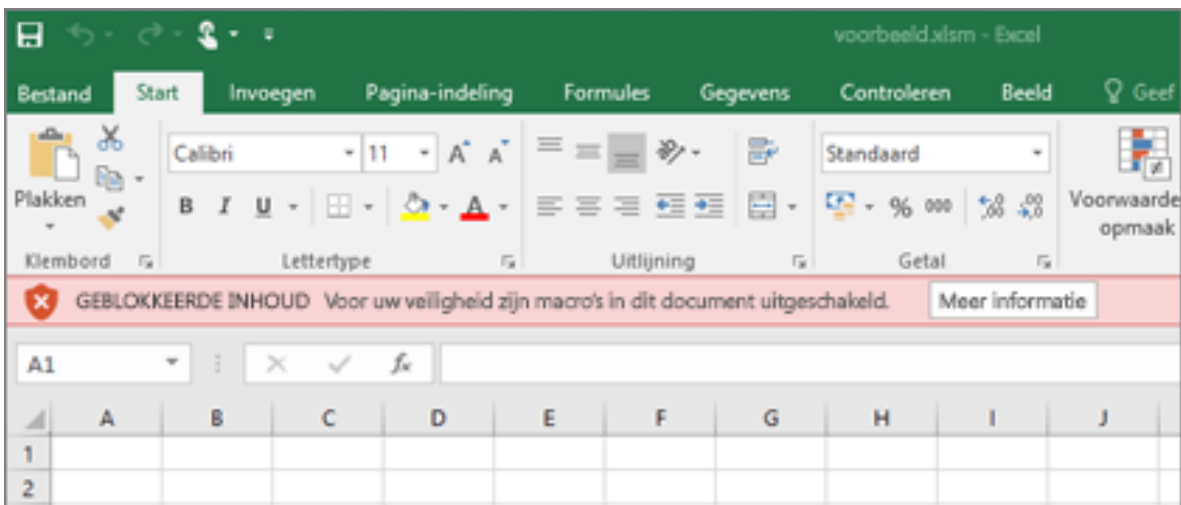 voorbeeld.xlsm - Excel
Bestand Start Invoegen Pagina-indeling Formules Gegevens Controleren Beeld Geef
Calibri 11 A A Standaard
Plakken B I U A % 000 ,00 ,0 Voorwaarde
opmaak
Klembord Lettertype Uitlijning Getal
GEBLOKKEERDE INHOUD Voor uw veiligheid zijn macro's in dit document uitgeschakeld. Meer informatie
A1 fx
A B C D E F G H I J
1
2